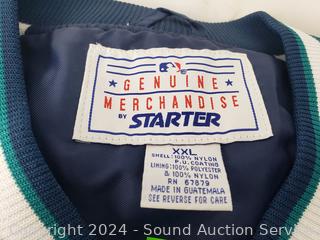 GENUINE
MERCHANDISE
BY STARTER
XXL
SHELL: 100% NYLON
P.U. COATING
LINING: 100% POLYESTER
& 100% NYLON
RN 67679
MADE IN GUATEMALA
SEE REVERSE FOR CARE
Copyright 2024 - Sound Auction Serv